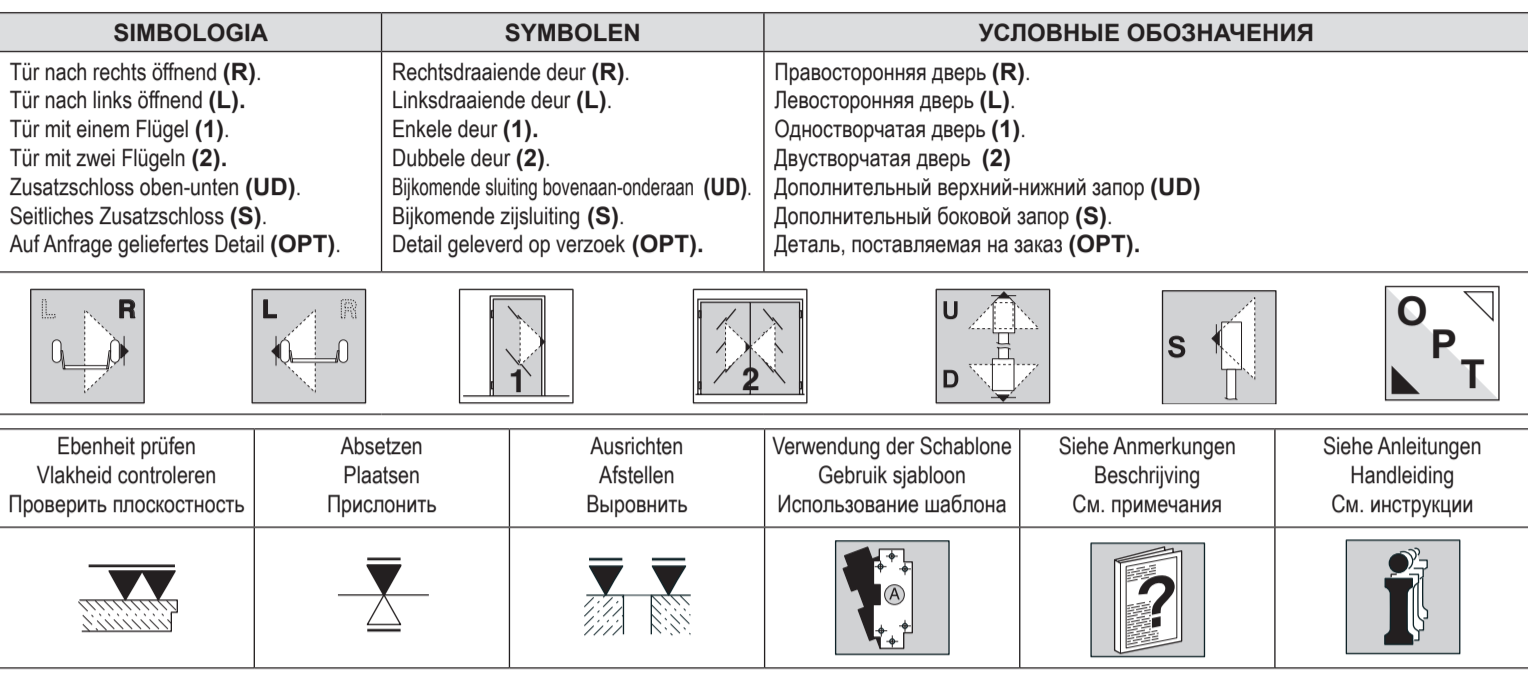 SIMBOLOGIA
Tür nach rechts öffnend (R).
Tür nach links öffnend (L).
Tür mit einem Flügel (1).
Tür mit zwei Flügeln (2).
Zusatzschloss oben-unten (UD).
Seitliches Zusatzschloss (S).
Auf Anfrage geliefertes Detail (OPT).
SYMBOLEN
Rechtsdraaiende deur (R).
Linksdraaiende deur (L).
Enkele deur (1).
Dubbele deur (2).
Bijkomende sluiting bovenaan-onderaan (UD).
Bijkomende zijsluiting (S).
Detail geleverd op verzoek (OPT).
УСЛОВНЫЕ ОБОЗНАЧЕНИЯ
Правосторонняя дверь (R).
Левосторонняя дверь (L).
Одностворчатая дверь (1).
Двустворчатая дверь (2)
Дополнительный верхний-нижний запор (UD)
Дополнительный боковой запор (S).
Деталь, поставляемая на заказ (OPT).
L R
L R
1
2
U
D
S
O
P
T
Ebenheit prüfen
Vlakheid controleren
Проверить плоскостность
Absetzen
Plaatsen
Прислонить
Ausrichten
Afstellen
Выровнить
Verwendung der Schablone
Gebruik sjabloon
Использование шаблона
A
Siehe Anmerkungen
Beschrijving
См. примечания
?
Siehe Anleitungen
Handleiding
См. инструкции
i